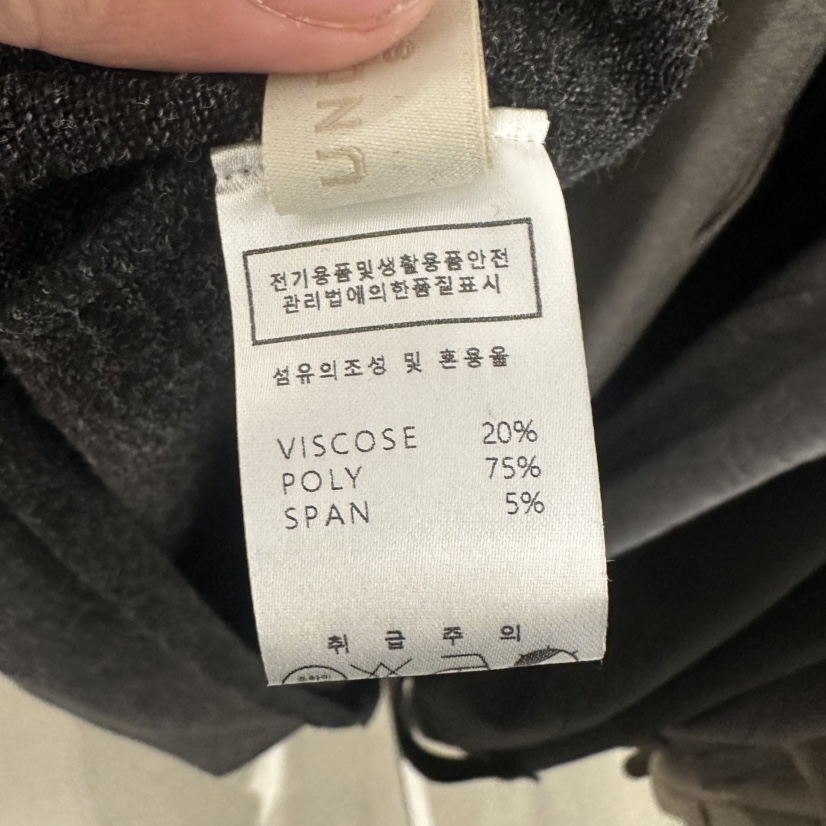 UND
전기용품및생활용품안전
관리법에의한품질표시
섬유의조성 및 혼용율
VISCOSE 20%
POLY 75%
SPAN 5%
취 급 주 의